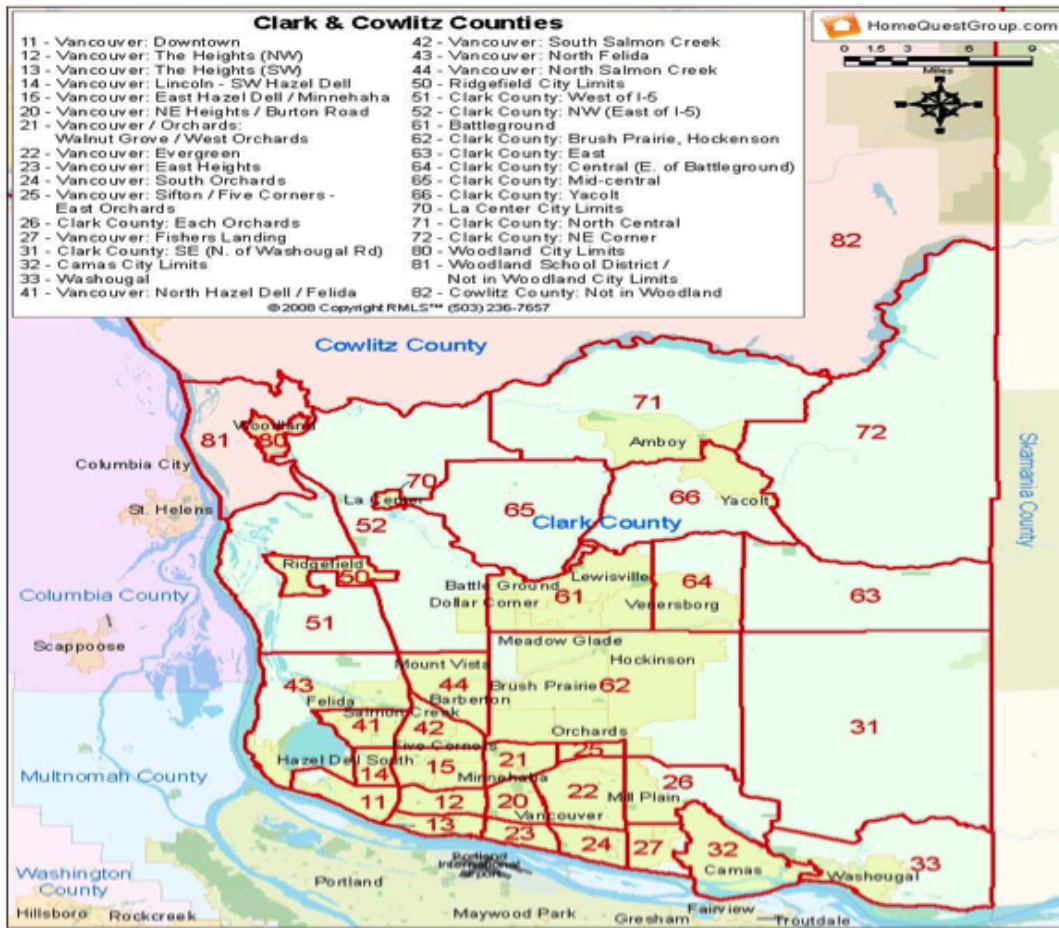 Clark & Cowlitz Counties
11 - Vancouver: Downtown
12 - Vancouver: The Heights (NW)
13 - Vancouver: The Heights (SW)
14 - Vancouver: Lincoln - SW Hazel Dell
15 - Vancouver: East Hazel Dell / Minnehaha
20 - Vancouver: NE Heights / Burton Road
21 - Vancouver / Orchards:
Walnut Grove / West Orchards
22 - Vancouver: Evergreen
23 - Vancouver: East Heights
24 - Vancouver: South Orchards
25 - Vancouver: Sifton / Five Corners -
East Orchards
26 - Clark County: Each Orchards
27 - Vancouver: Fishers Landing
31 - Clark County: SE (N. of Washougal Rd)
32 - Camas City Limits
33 - Washougal
41 - Vancouver: North Hazel Dell / Felida
42 - Vancouver: South Salmon Creek
43 - Vancouver: North Felida
44 - Vancouver: North Salmon Creek
50 - Ridgefield City Limits
51 - Clark County: West of I-5
52 - Clark County: NW (East of I-5)
61 - Battleground
62 - Clark County: Brush Prairie, Hockenson
63 - Clark County: East
64 - Clark County: Central (E. of Battleground)
65 - Clark County: Mid-central
66 - Clark County: Yacolt
70 - La Center City Limits
71 - Clark County: North Central
72 - Clark County: NE Corner
80 - Woodland City Limits
81 - Woodland School District /
Not in Woodland City Limits
82 - Cowlitz County: Not in Woodland
©2008 Copyright RMLS™ (503) 236-7657
HomeQuestGroup.com
0 1.5 3 6 9
Miles
82
Cowlitz County
71
72
Woodland
81
80
Amboy
Columbia City
Skamania County
70
La Center
65
66
Yacolt
St. Helens
52
Clark County
Ridgefield
50
Lewisville
Battle Ground
64
63
Columbia County
Dollar Corner
61
Venersborg
51
Scappoose
Meadow Glade
Mount Vista
Hockinson
43
44
Brush Prairie
62
Felida
Barberton
Salmon Creek
41
42
Orchards
31
Five Corners
25
Hazel Dell South
21
Multnomah County
14
15
Minnehaha
26
22
Mill Plain
11
12
20
Vancouver
13
23
24
27
32
33
Portland International Airport
Camas
Washougal
Washington County
Portland
Hillsboro
Rockcreek
Maywood Park
Fairview
Gresham
Troutdale